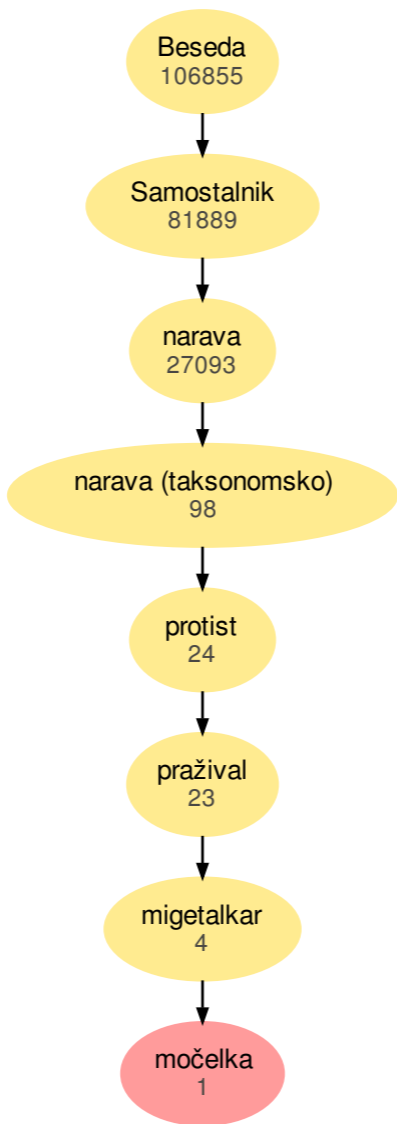 Beseda
106855
Samostalnik
81889
narava
27093
narava (taksonomsko)
98
protist
24
pražival
23
migetalkar
4
močelka
1